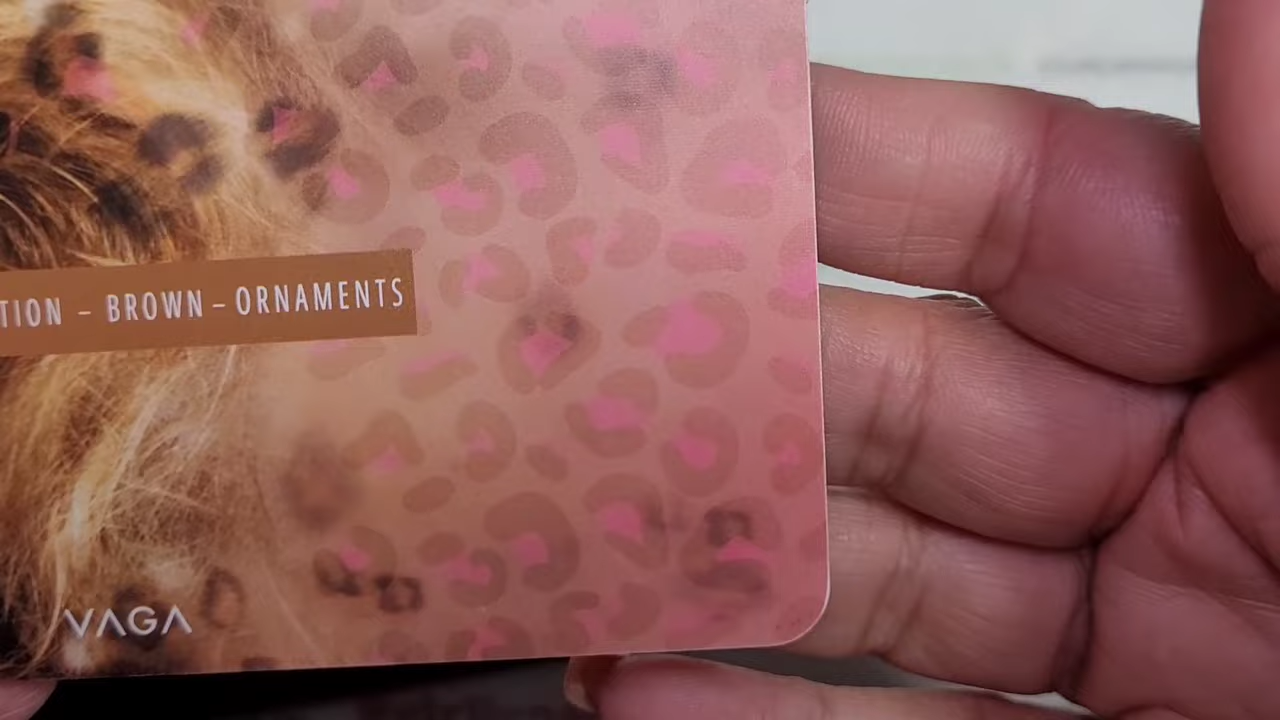 TION – BROWN – ORNAMENTS
VAGA